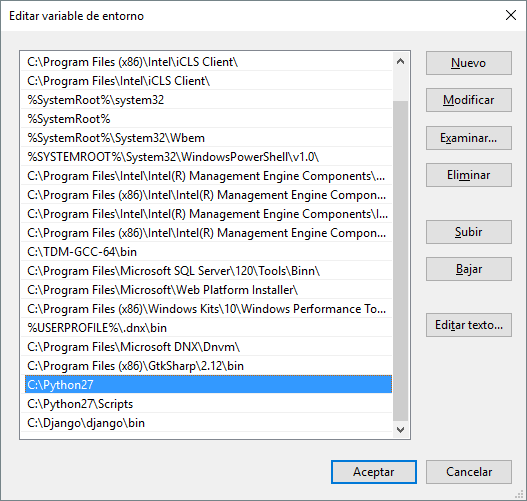 Editar variable de entorno
C:\Program Files (x86)\Intel\iCLS Client\
C:\Program Files\Intel\iCLS Client\
%SystemRoot%\system32
%SystemRoot%
%SystemRoot%\System32\Wbem
%SYSTEMROOT%\System32\WindowsPowerShell\v1.0\
C:\Program Files\Intel\Intel(R) Management Engine Components\...
C:\Program Files (x86)\Intel\Intel(R) Management Engine Compon...
C:\Program Files\Intel\Intel(R) Management Engine Components\I...
C:\Program Files (x86)\Intel\Intel(R) Management Engine Compon...
C:\TDM-GCC-64\bin
C:\Program Files\Microsoft SQL Server\120\Tools\Binn\
C:\Program Files\Microsoft\Web Platform Installer\
C:\Program Files (x86)\Windows Kits\10\Windows Performance To...
%USERPROFILE%\.dnx\bin
C:\Program Files\Microsoft DNX\Dnvm\
C:\Program Files (x86)\GtkSharp\2.12\bin
C:\Python27
C:\Python27\Scripts
C:\Django\django\bin
Nuevo
Modificar
Examinar...
Eliminar
Subir
Bajar
Editar texto...
Aceptar
Cancelar